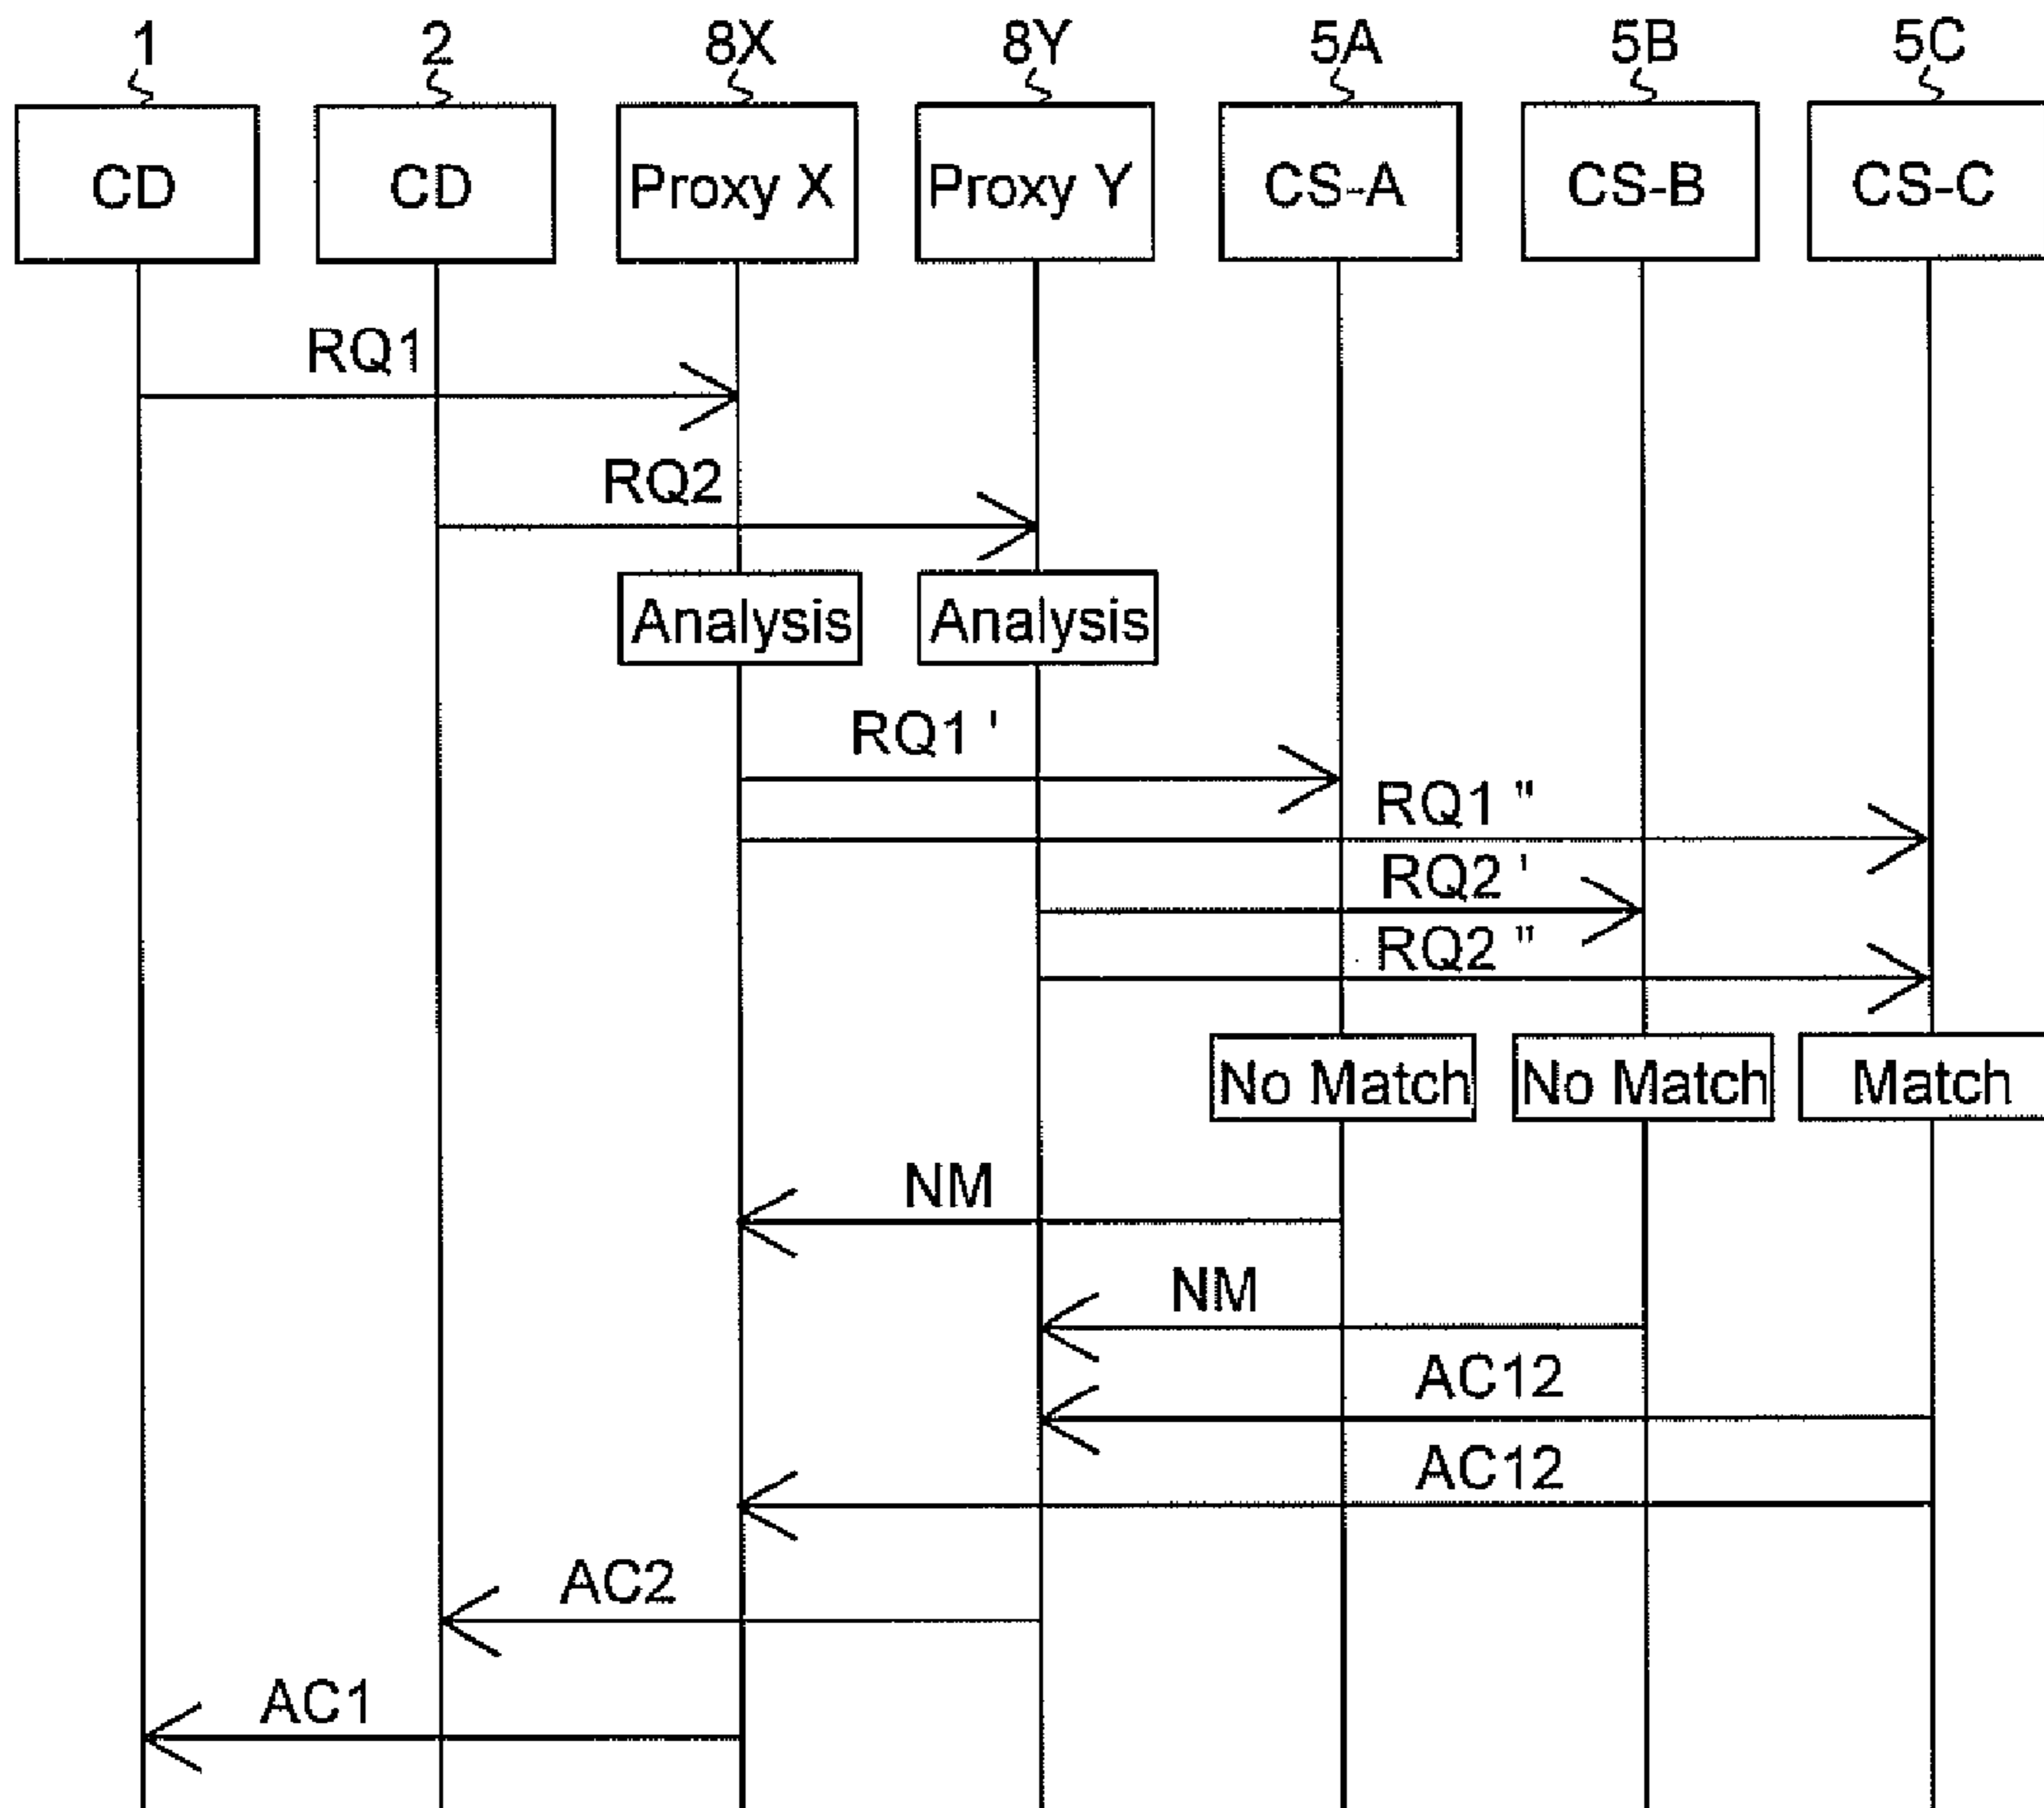 1 2 8X 8Y 5A 5B 5C
CD CD Proxy X Proxy Y CS-A CS-B CS-C
RQ1
RQ2
Analysis Analysis
RQ1 '
RQ1 "
RQ2 '
RQ2 "
No Match No Match Match
NM
NM
AC12
AC12
AC2
AC1